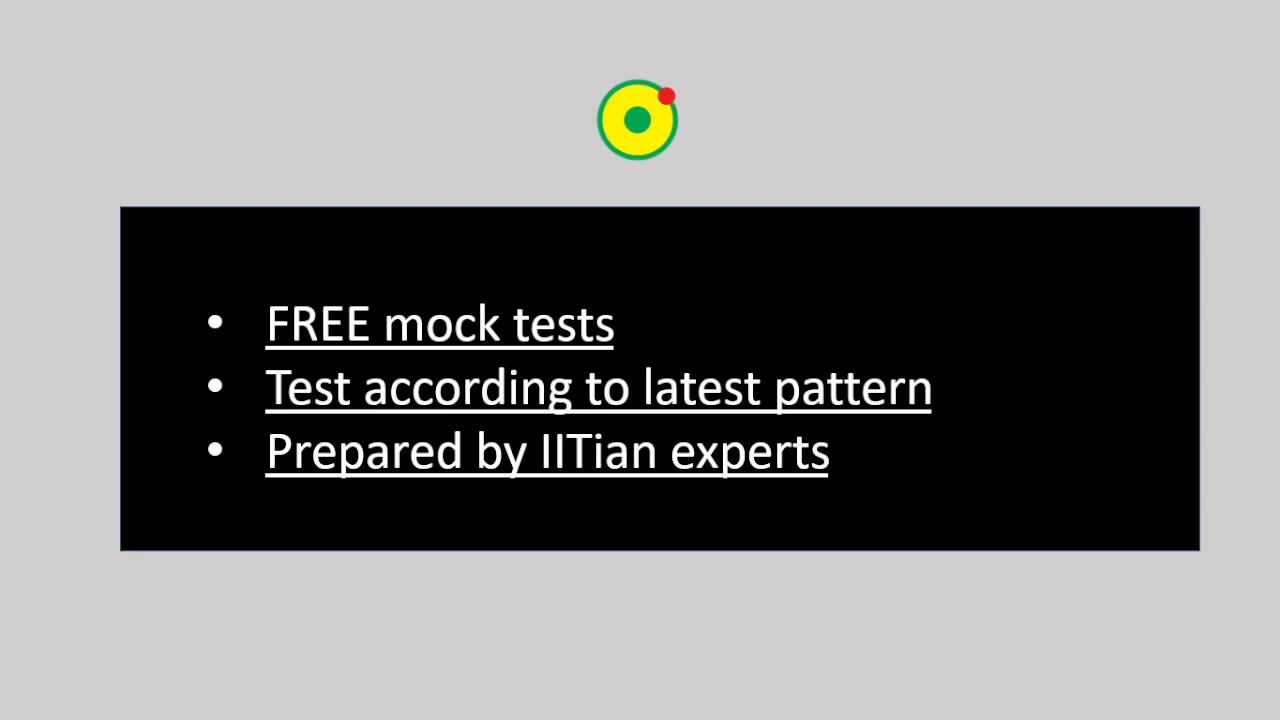 • FREE mock tests
• Test according to latest pattern
• Prepared by IITian experts